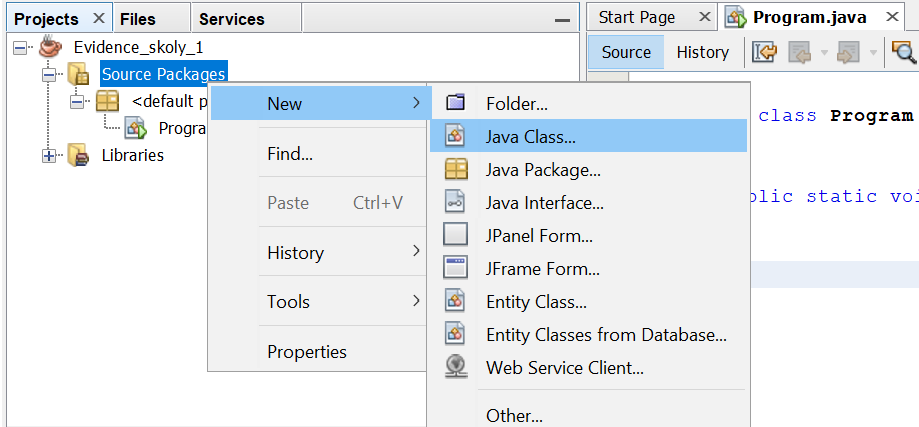 Projects
Files
Services
Start Page
Program.java
Evidence_skoly_1
Source
History
Source Packages
<default p
Progra
Libraries
New
Find...
Paste Ctrl+V
History
Tools
Properties
Folder...
Java Class...
Java Package...
Java Interface...
JPanel Form...
JFrame Form...
Entity Class...
Entity Classes from Database...
Web Service Client...
Other...
class Program
blic static voi